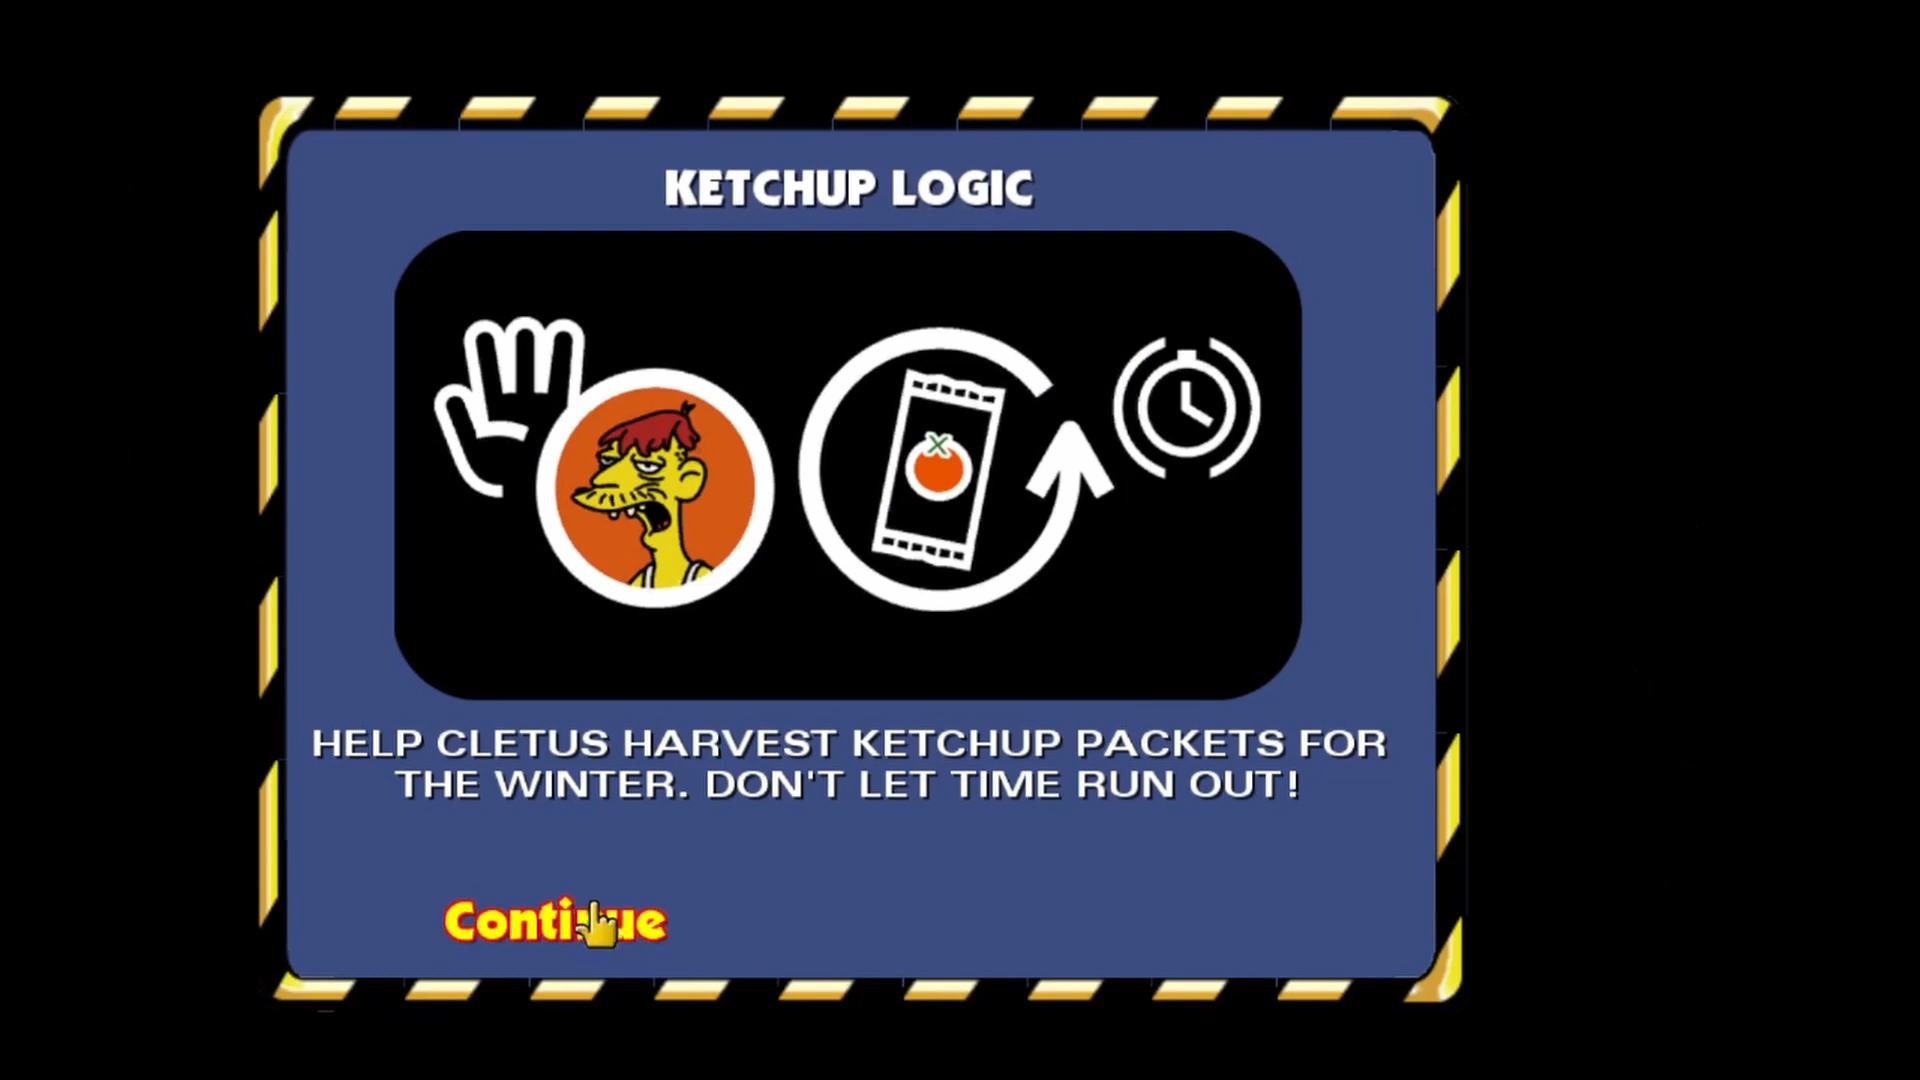 KETCHUP LOGIC
HELP CLETUS HARVEST KETCHUP PACKETS FOR
THE WINTER. DON'T LET TIME RUN OUT!
Continue